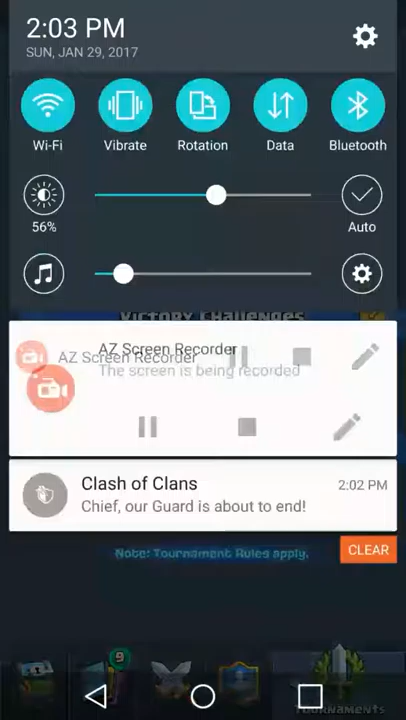 2:03 PM
SUN, JAN 29, 2017
Wi-Fi
Vibrate
Rotation
Data
Bluetooth
56%
Auto
Victory Challenges
AZ Screen Recorder
AZ Screen Recorder
The screen is being recorded
Clash of Clans
2:02 PM
Chief, our Guard is about to end!
Note: Tournament Rules apply.
CLEAR
9
Tournaments